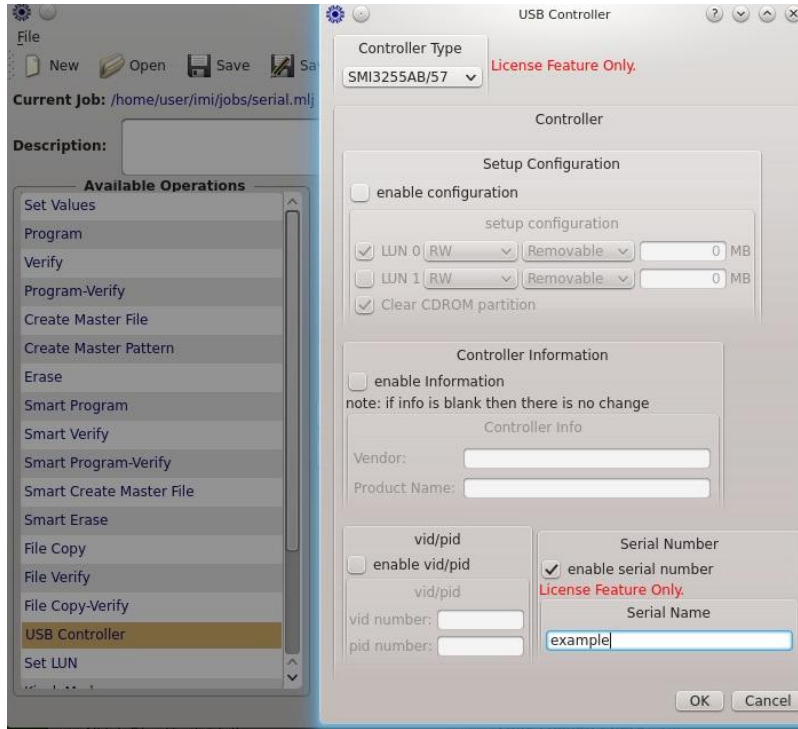 File
New Open Save Sa
Current Job: /home/user/imi/jobs/serial.mlj
Description:
Available Operations
Set Values
Program
Verify
Program-Verify
Create Master File
Create Master Pattern
Erase
Smart Program
Smart Verify
Smart Program-Verify
Smart Create Master File
Smart Erase
File Copy
File Verify
File Copy-Verify
USB Controller
Set LUN
USB Controller
Controller Type
SMI3255AB/57
License Feature Only.
Controller
Setup Configuration
enable configuration
setup configuration
LUN 0 RW Removable 0 MB
LUN 1 RW Removable 0 MB
Clear CDROM partition
Controller Information
enable Information
note: if info is blank then there is no change
Controller Info
Vendor:
Product Name:
vid/pid
enable vid/pid
vid/pid
vid number:
pid number:
Serial Number
enable serial number
License Feature Only.
Serial Name
example
OK Cancel